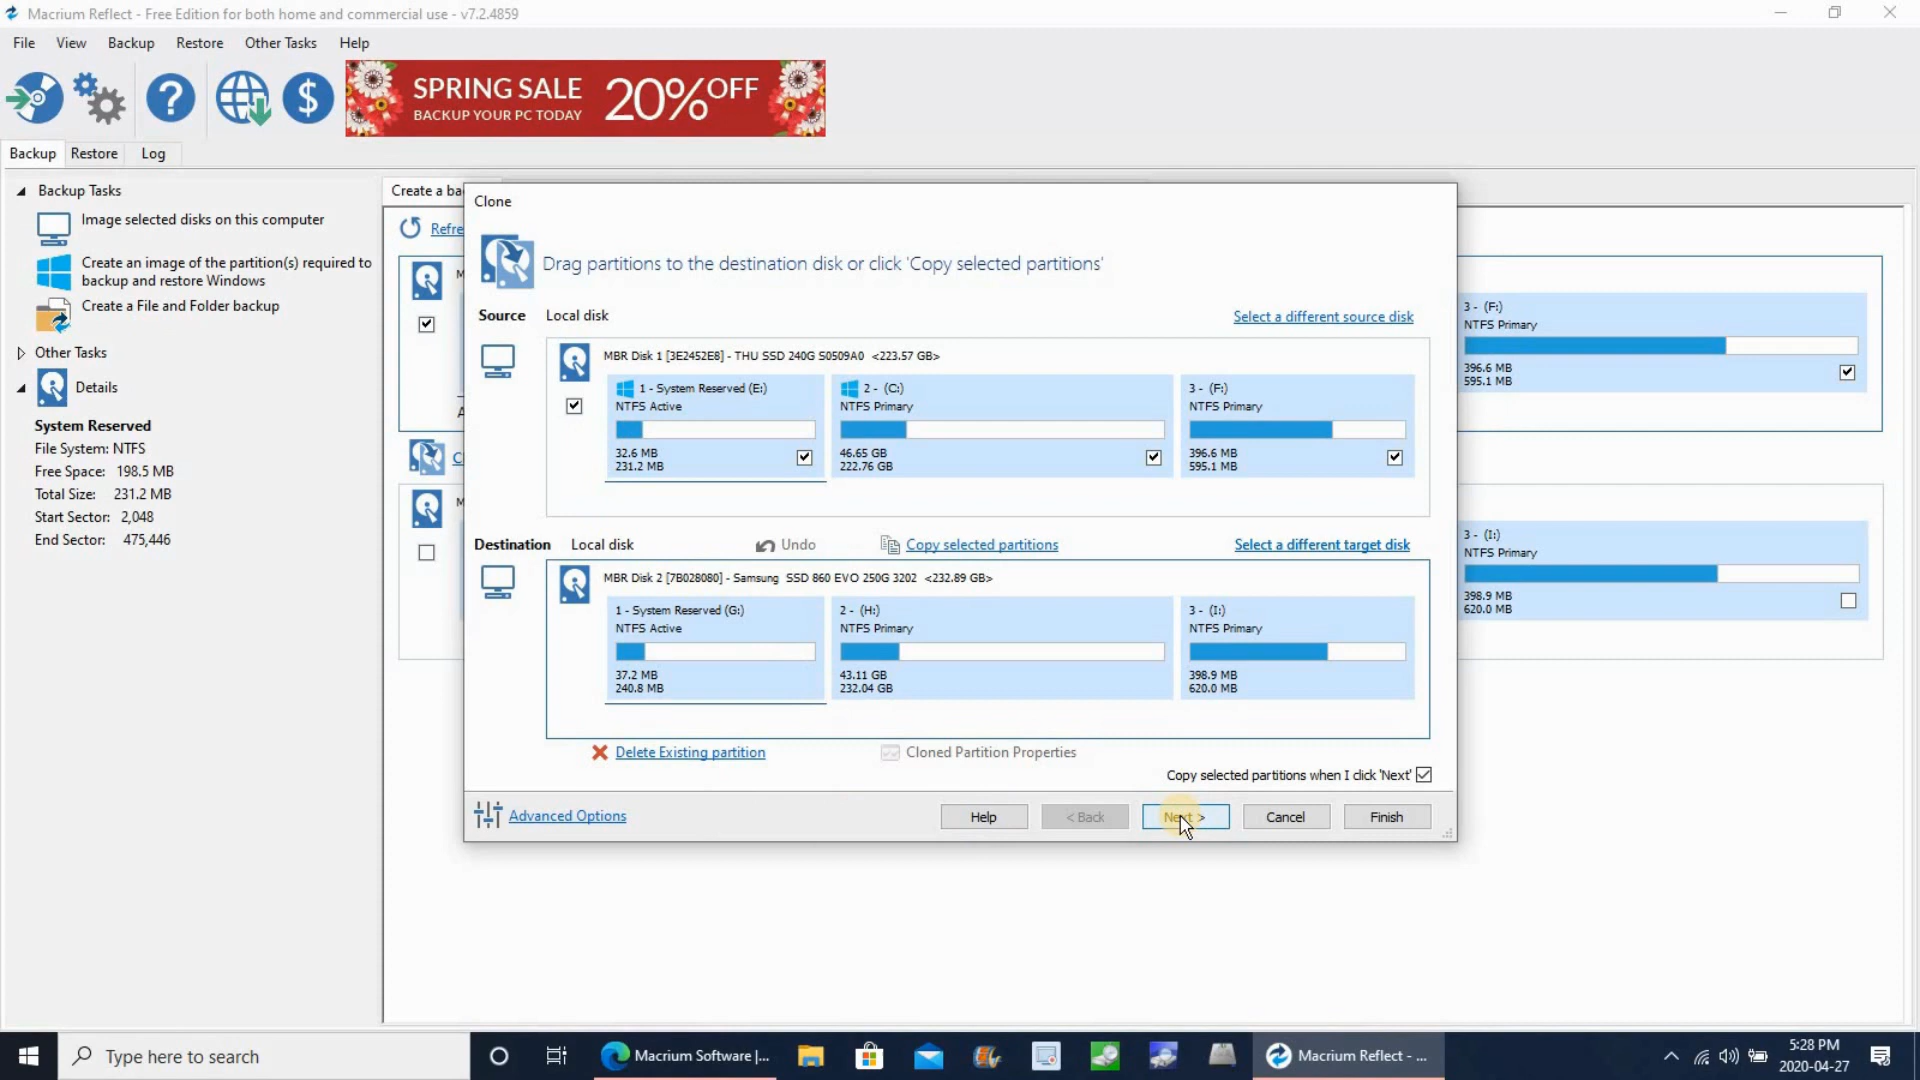 Macrium Reflect - Free Edition for both home and commercial use - v7.2.4859
File View Backup Restore Other Tasks Help
SPRING SALE
BACKUP YOUR PC TODAY
20% OFF
Backup Restore Log
Backup Tasks
Image selected disks on this computer
Create an image of the partition(s) required to
backup and restore Windows
Create a File and Folder backup
Other Tasks
Details
System Reserved
File System: NTFS
Free Space: 198.5 MB
Total Size: 231.2 MB
Start Sector: 2,048
End Sector: 475,446
Create a ba
Refre
M
A
C
M
Clone
Drag partitions to the destination disk or click 'Copy selected partitions'
Source Local disk Select a different source disk
MBR Disk 1 [3E2452E8] - THU SSD 240G S0509A0 <223.57 GB>
1 - System Reserved (E:)
NTFS Active
32.6 MB
231.2 MB
2 - (C:)
NTFS Primary
46.65 GB
222.76 GB
3 - (F:)
NTFS Primary
396.6 MB
595.1 MB
Destination Local disk Undo Copy selected partitions Select a different target disk
MBR Disk 2 [7B028080] - Samsung SSD 860 EVO 250G 3202 <232.89 GB>
1 - System Reserved (G:)
NTFS Active
37.2 MB
240.8 MB
2 - (H:)
NTFS Primary
43.11 GB
232.04 GB
3 - (I:)
NTFS Primary
398.9 MB
620.0 MB
Delete Existing partition Cloned Partition Properties
Copy selected partitions when I click 'Next'
Advanced Options Help < Back Next > Cancel Finish
3 - (F:)
NTFS Primary
396.6 MB
595.1 MB
3 - (I:)
NTFS Primary
398.9 MB
620.0 MB
Type here to search
Macrium Software |...
Macrium Reflect - ...
5:28 PM
2020-04-27